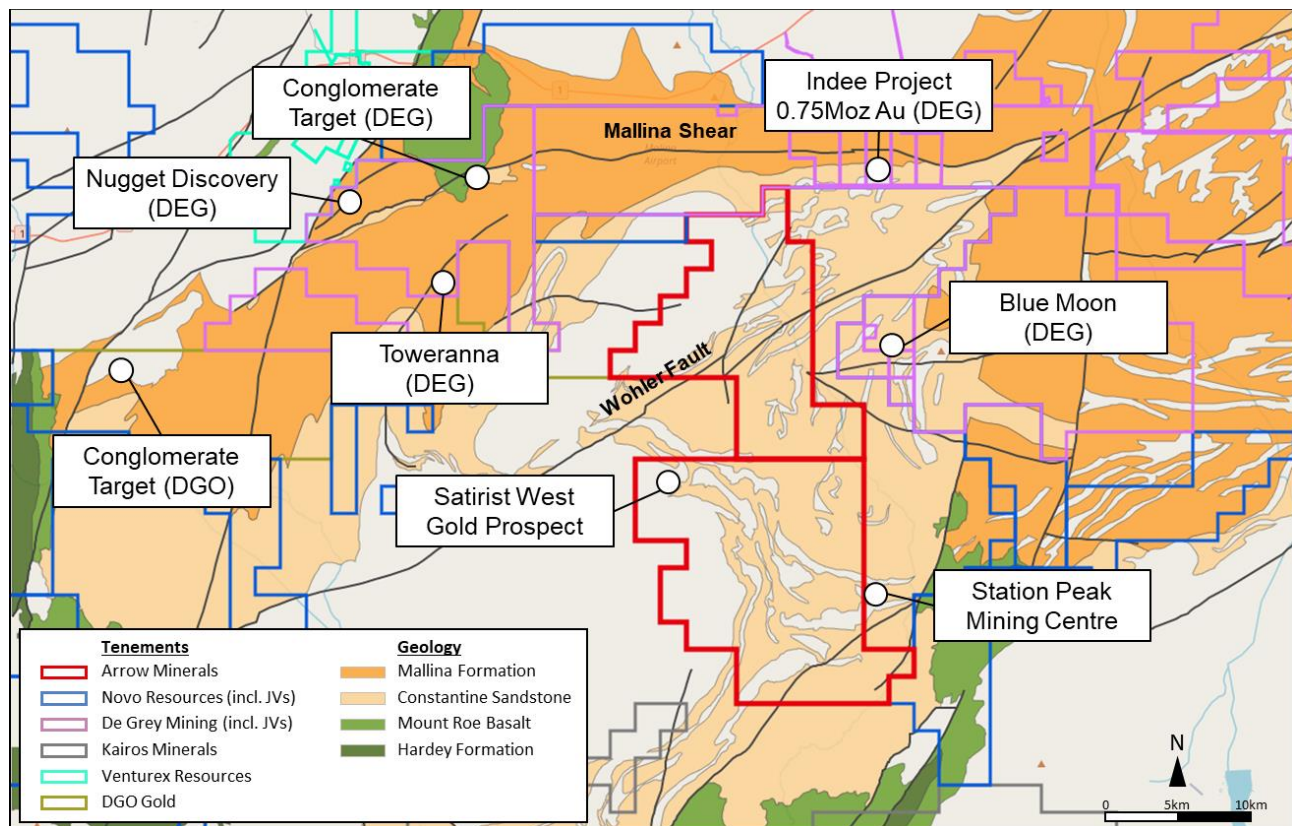 Conglomerate
Target (DEG)
Indee Project
0.75Moz Au (DEG)
Mallina Shear
Nugget Discovery
(DEG)
1
1
Airport
Blue Moon
(DEG)
Toweranna
(DEG)
Wohler Fault
Conglomerate
Target (DGO)
Satirist West
Gold Prospect
Station Peak
Mining Centre
Tenements
Arrow Minerals
Novo Resources (incl. JVs)
De Grey Mining (incl. JVs)
Kairos Minerals
Venturex Resources
DGO Gold
Geology
Mallina Formation
Constantine Sandstone
Mount Roe Basalt
Hardey Formation
N
0 5km 10km